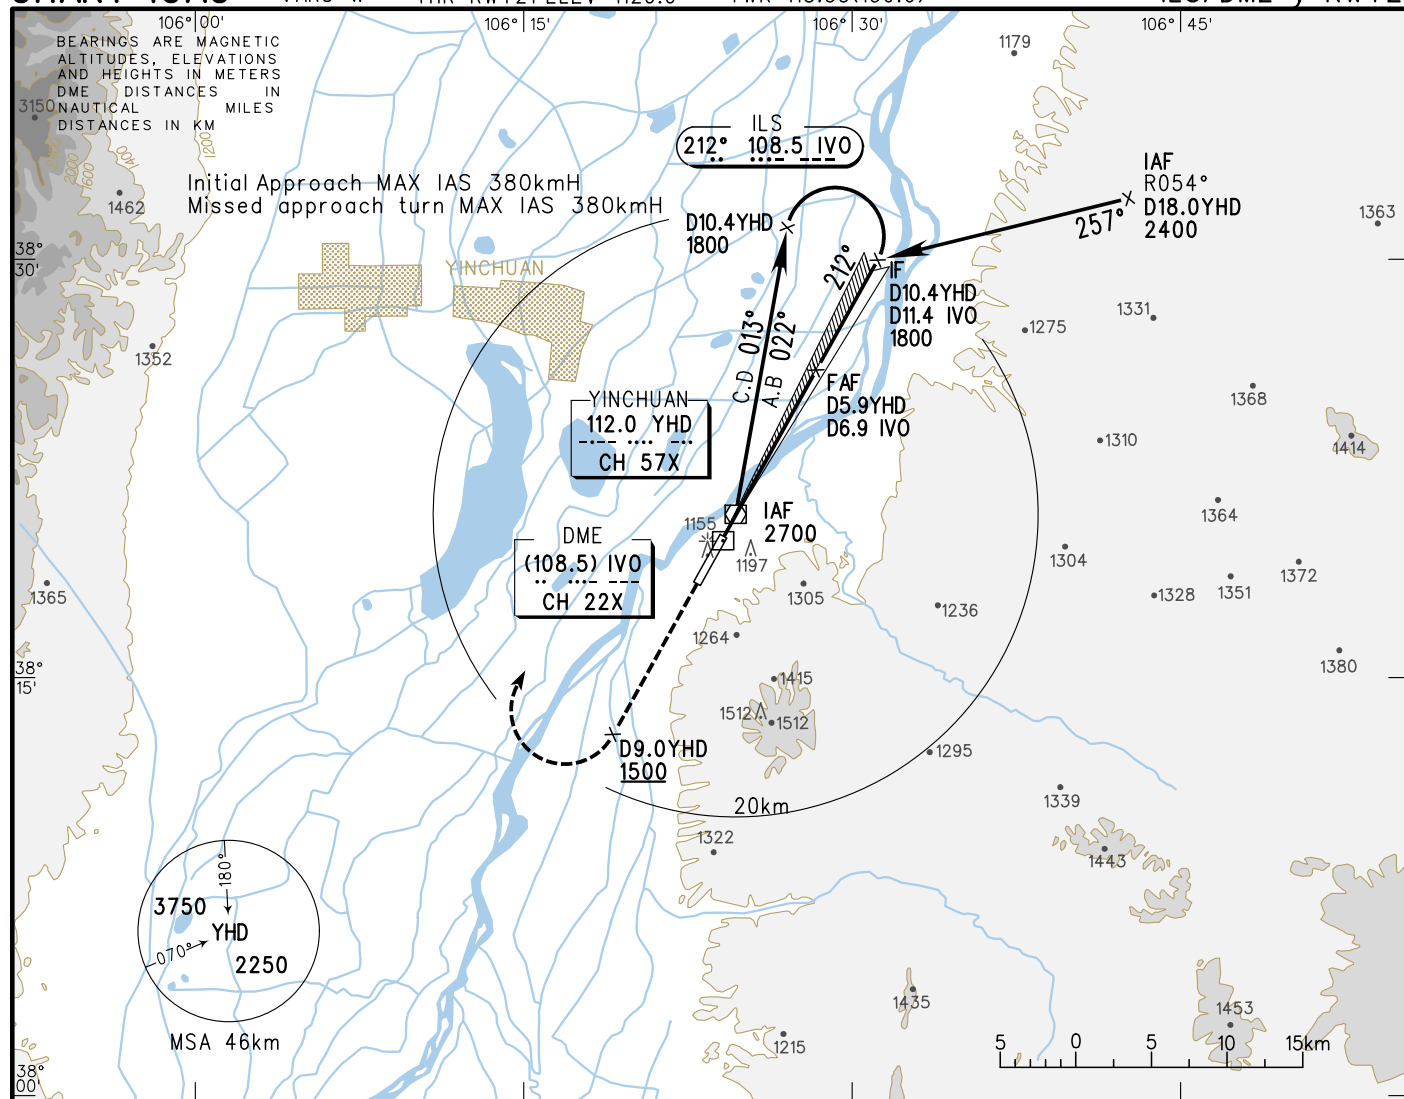 106° 00'
106° 15'
106° 30'
106° 45'
BEARINGS ARE MAGNETIC
ALTITUDES, ELEVATIONS
AND HEIGHTS IN METERS
DME DISTANCES IN
NAUTICAL MILES
DISTANCES IN KM
3150
2000
1600
1400
1200
1179
ILS
212° 108.5 IVO
Initial Approach MAX IAS 380kmH
Missed approach turn MAX IAS 380kmH
1462
IAF
R054°
D18.0YHD
2400
257°
1363
D10.4YHD
1800
38°
30'
YINCHUAN
212°
IF
D10.4YHD
D11.4 IVO
1800
1331
1275
1352
C.D 013°
A.B 022°
FAF
D5.9YHD
D6.9 IVO
1368
1310
1414
YINCHUAN
112.0 YHD
CH 57X
1364
IAF
2700
1155
1197
1304
1372
DME
(108.5) IVO
CH 22X
1365
1305
1328
1351
1236
1264
38°
15'
1415
1380
1512
1512
D9.0YHD
1500
1295
20km
1339
1322
1443
180°
3750
YHD
070°
2250
MSA 46km
1435
1453
1215
5 0 5 10 15km
38°
00'